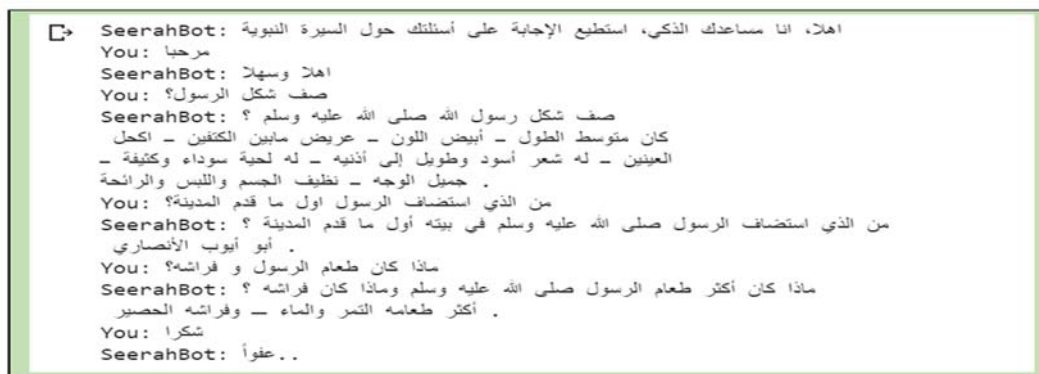 SeerahBot: اهلا، انا مساعدك الذكي، استطيع الإجابة على أسئلتك حول السيرة النبوية
You: مرحبا
SeerahBot: اهلا وسهلا
You: صف شكل الرسول؟
SeerahBot: صف شكل رسول الله صلى الله عليه وسلم ؟
كان متوسط الطول – أبيض اللون – عريض مابين الكتفين – اكحل
العينين – له شعر أسود وطويل إلى أذنيه – له لحية سوداء وكثيفة –
جميل الوجه – نظيف الجسم واللبس والرائحة .
You: من الذي استضاف الرسول اول ما قدم المدينة؟
SeerahBot: من الذي استضاف الرسول صلى الله عليه وسلم في بيته أول ما قدم المدينة ؟
أبو أيوب الأنصاري .
You: ماذا كان طعام الرسول و فراشه؟
SeerahBot: ماذا كان أكثر طعام الرسول صلى الله عليه وسلم وماذا كان فراشه ؟
أكثر طعامه التمر والماء – وفراشه الحصير .
You: شكرا
SeerahBot: عفواً..